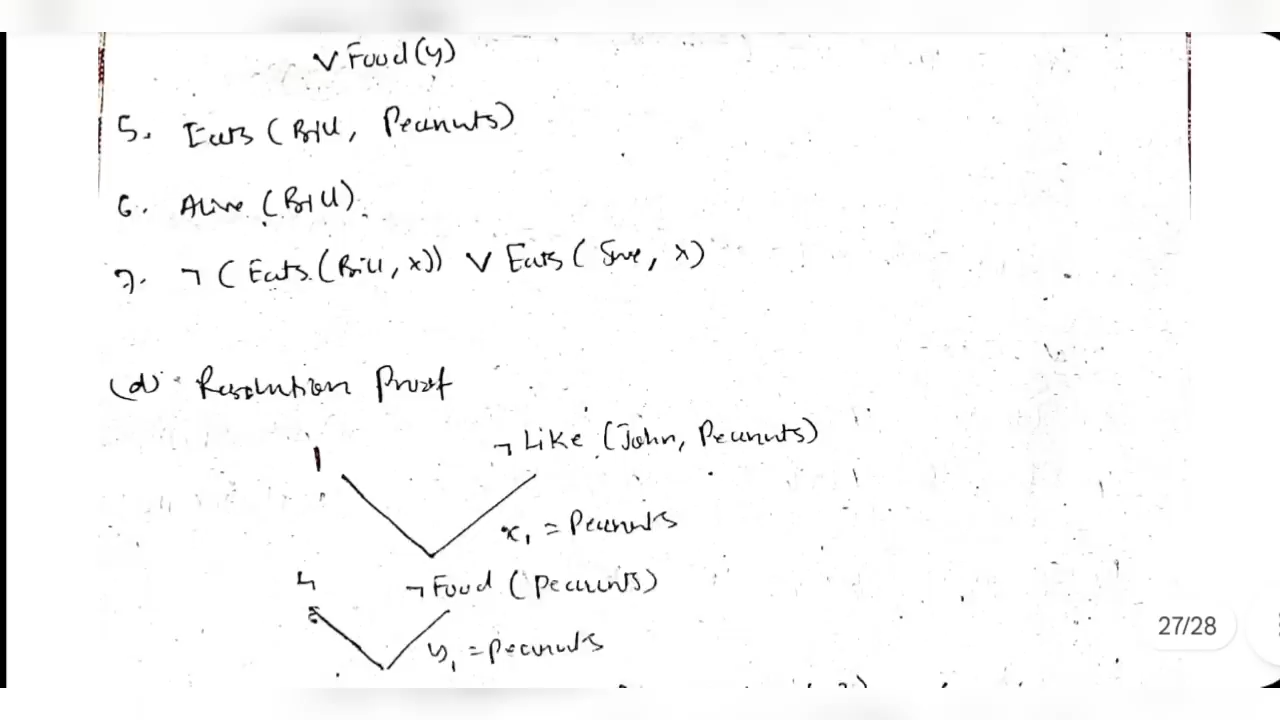 ∨ Food(y)
5. Eats (Bill, Peanuts)
6. Alive (Bill).
7. ¬ (Eats (Bill, x)) ∨ Eats (Sue, x)
(d) Resolution Proof
1 ¬ Like (John, Peanuts)
x₁ = Peanuts
4 ¬ Food (Peanuts)
y₁ = peanuts
27/28